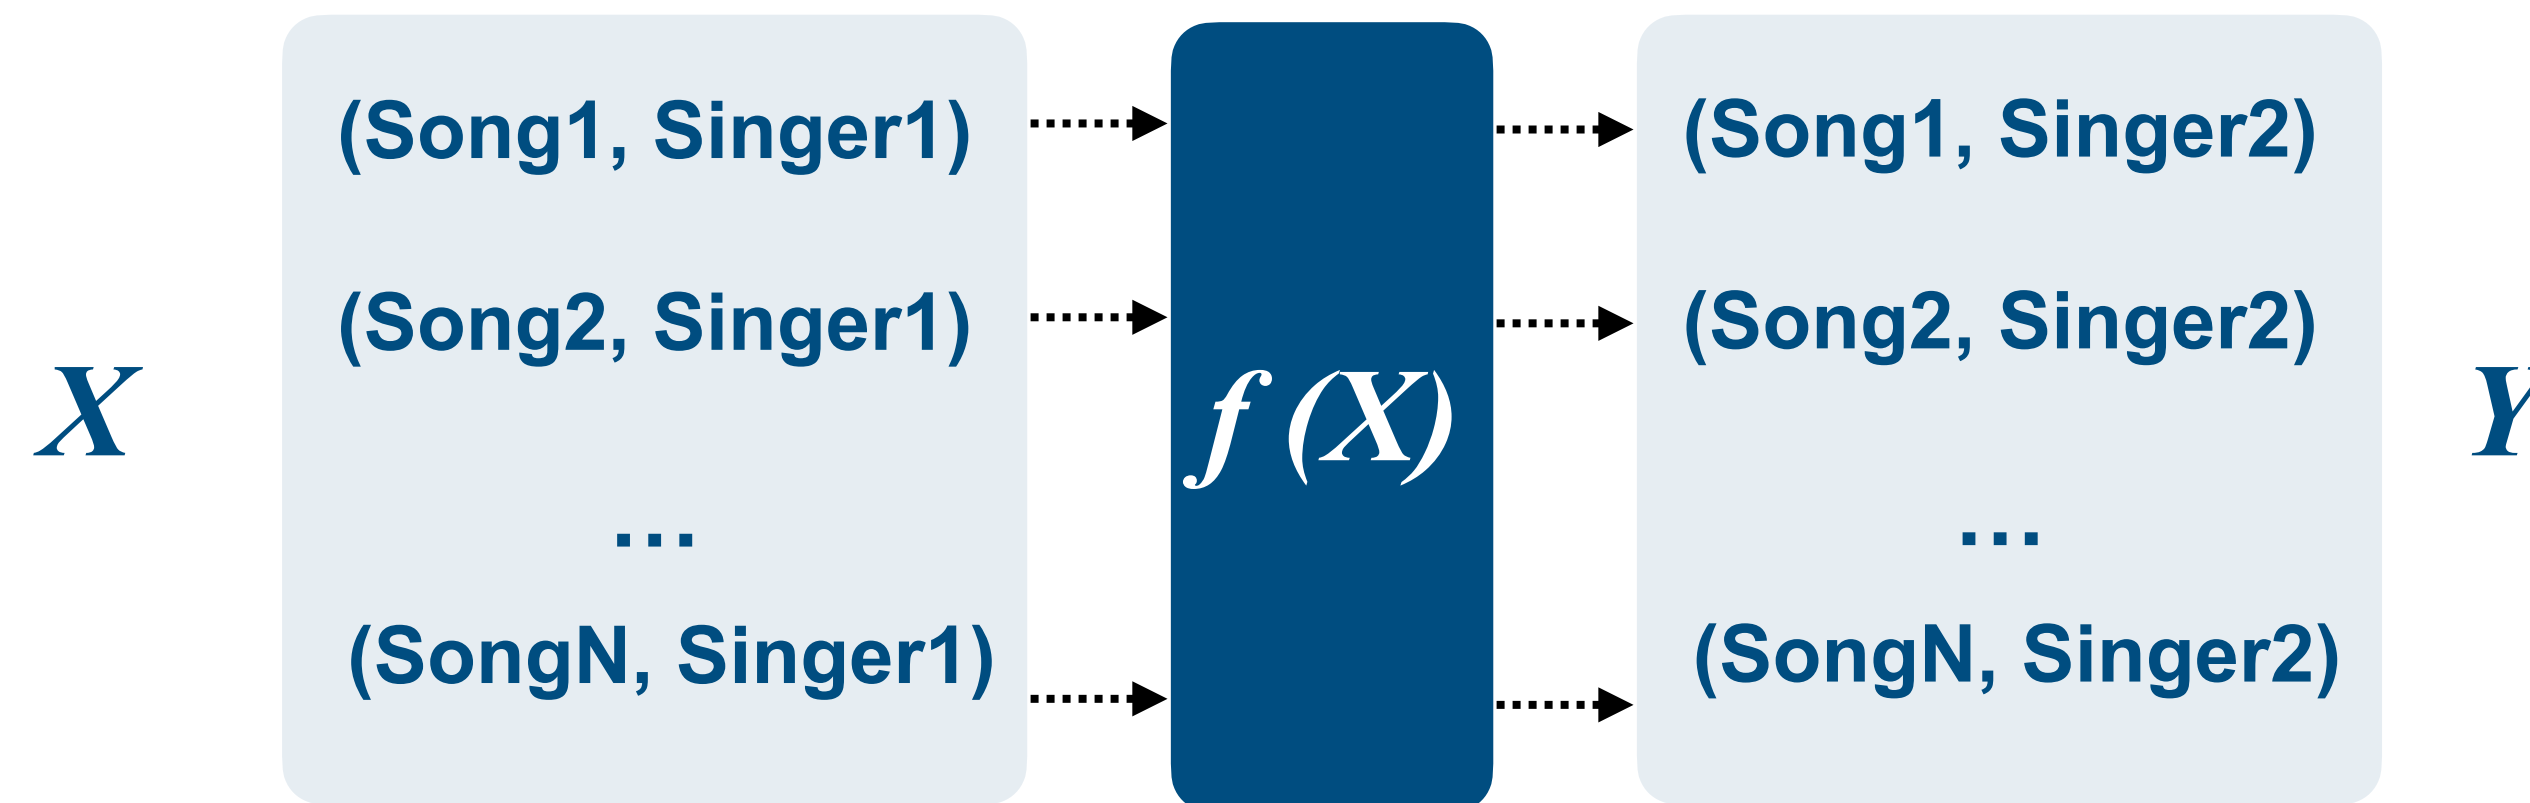 (Song1, Singer1)
(Song1, Singer2)
(Song2, Singer1)
(Song2, Singer2)
X
f (X)
Y
...
...
(SongN, Singer1)
(SongN, Singer2)